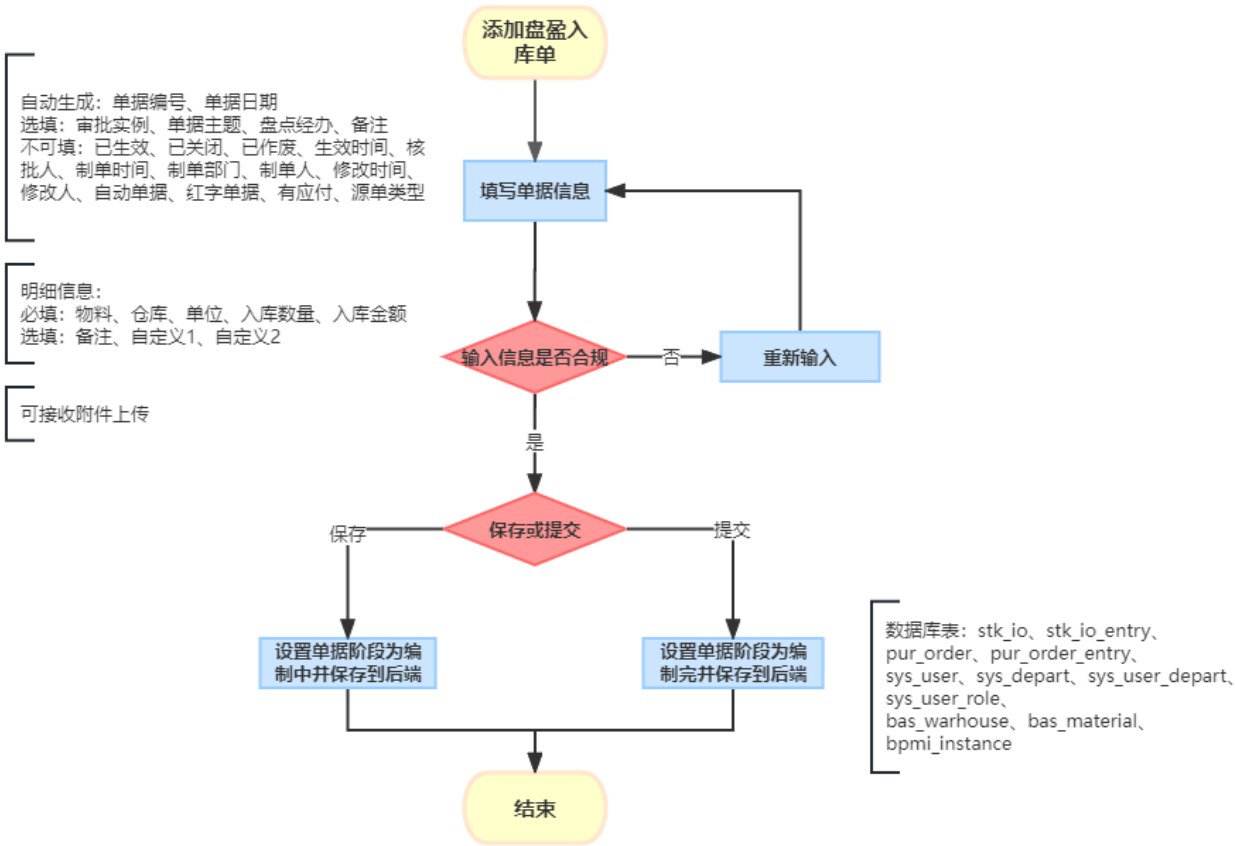 添加盘盈入
库单
自动生成：单据编号、单据日期
选填：审批实例、单据主题、盘点经办、备注
不可填：已生效、已关闭、已作废、生效时间、核
批人、制单时间、制单部门、制单人、修改时间、
修改人、自动单据、红字单据、有应付、源单类型
填写单据信息
明细信息：
必填：物料、仓库、单位、入库数量、入库金额
选填：备注、自定义1、自定义2
输入信息是否合规
否
重新输入
可接收附件上传
是
保存或提交
保存
提交
设置单据阶段为编
制中并保存到后端
设置单据阶段为编
制完并保存到后端
数据库表：stk_io、stk_io_entry、
pur_order、pur_order_entry、
sys_user、sys_depart、sys_user_depart、
sys_user_role、
bas_warhouse、bas_material、
bpmi_instance
结束